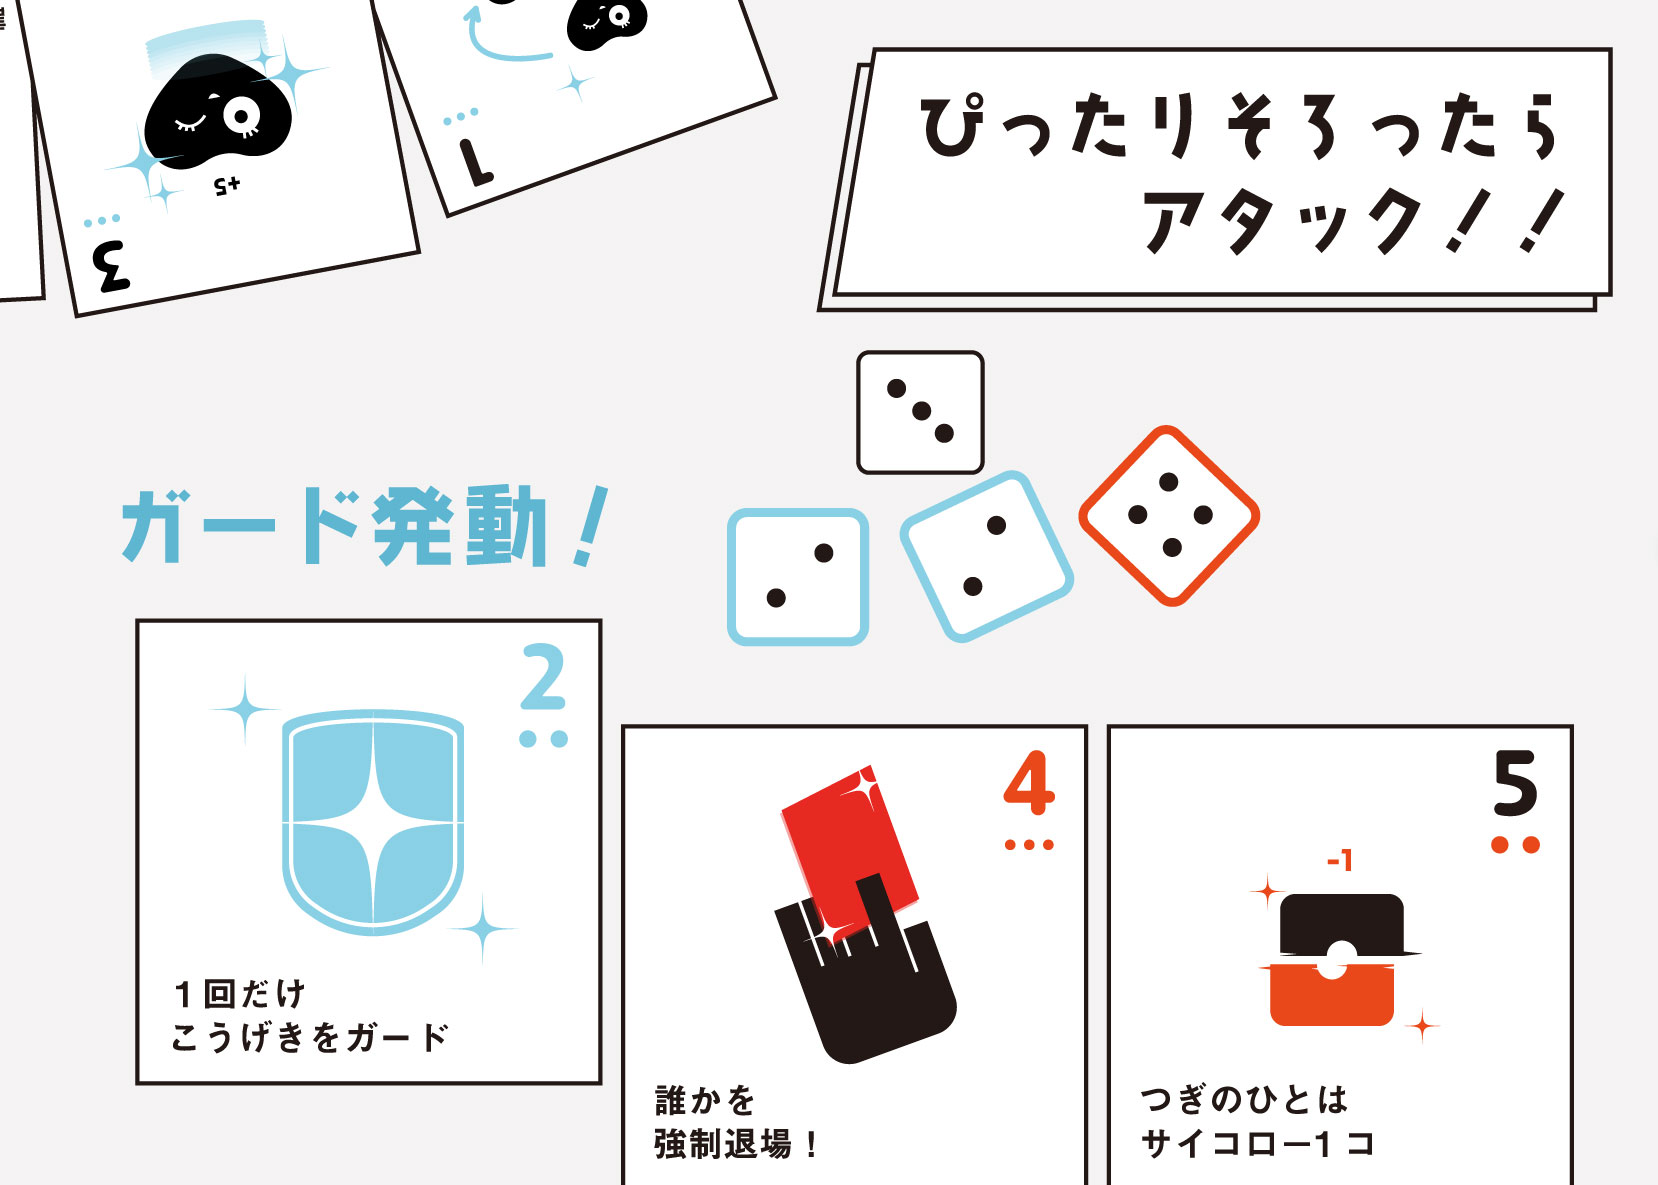 ぴったりそろったら
アタック！！
+5
3
1
ガード発動！
2
1回だけ
こうげきをガード
4
誰かを
強制退場！
5
-1
つぎのひとは
サイコロー1コ